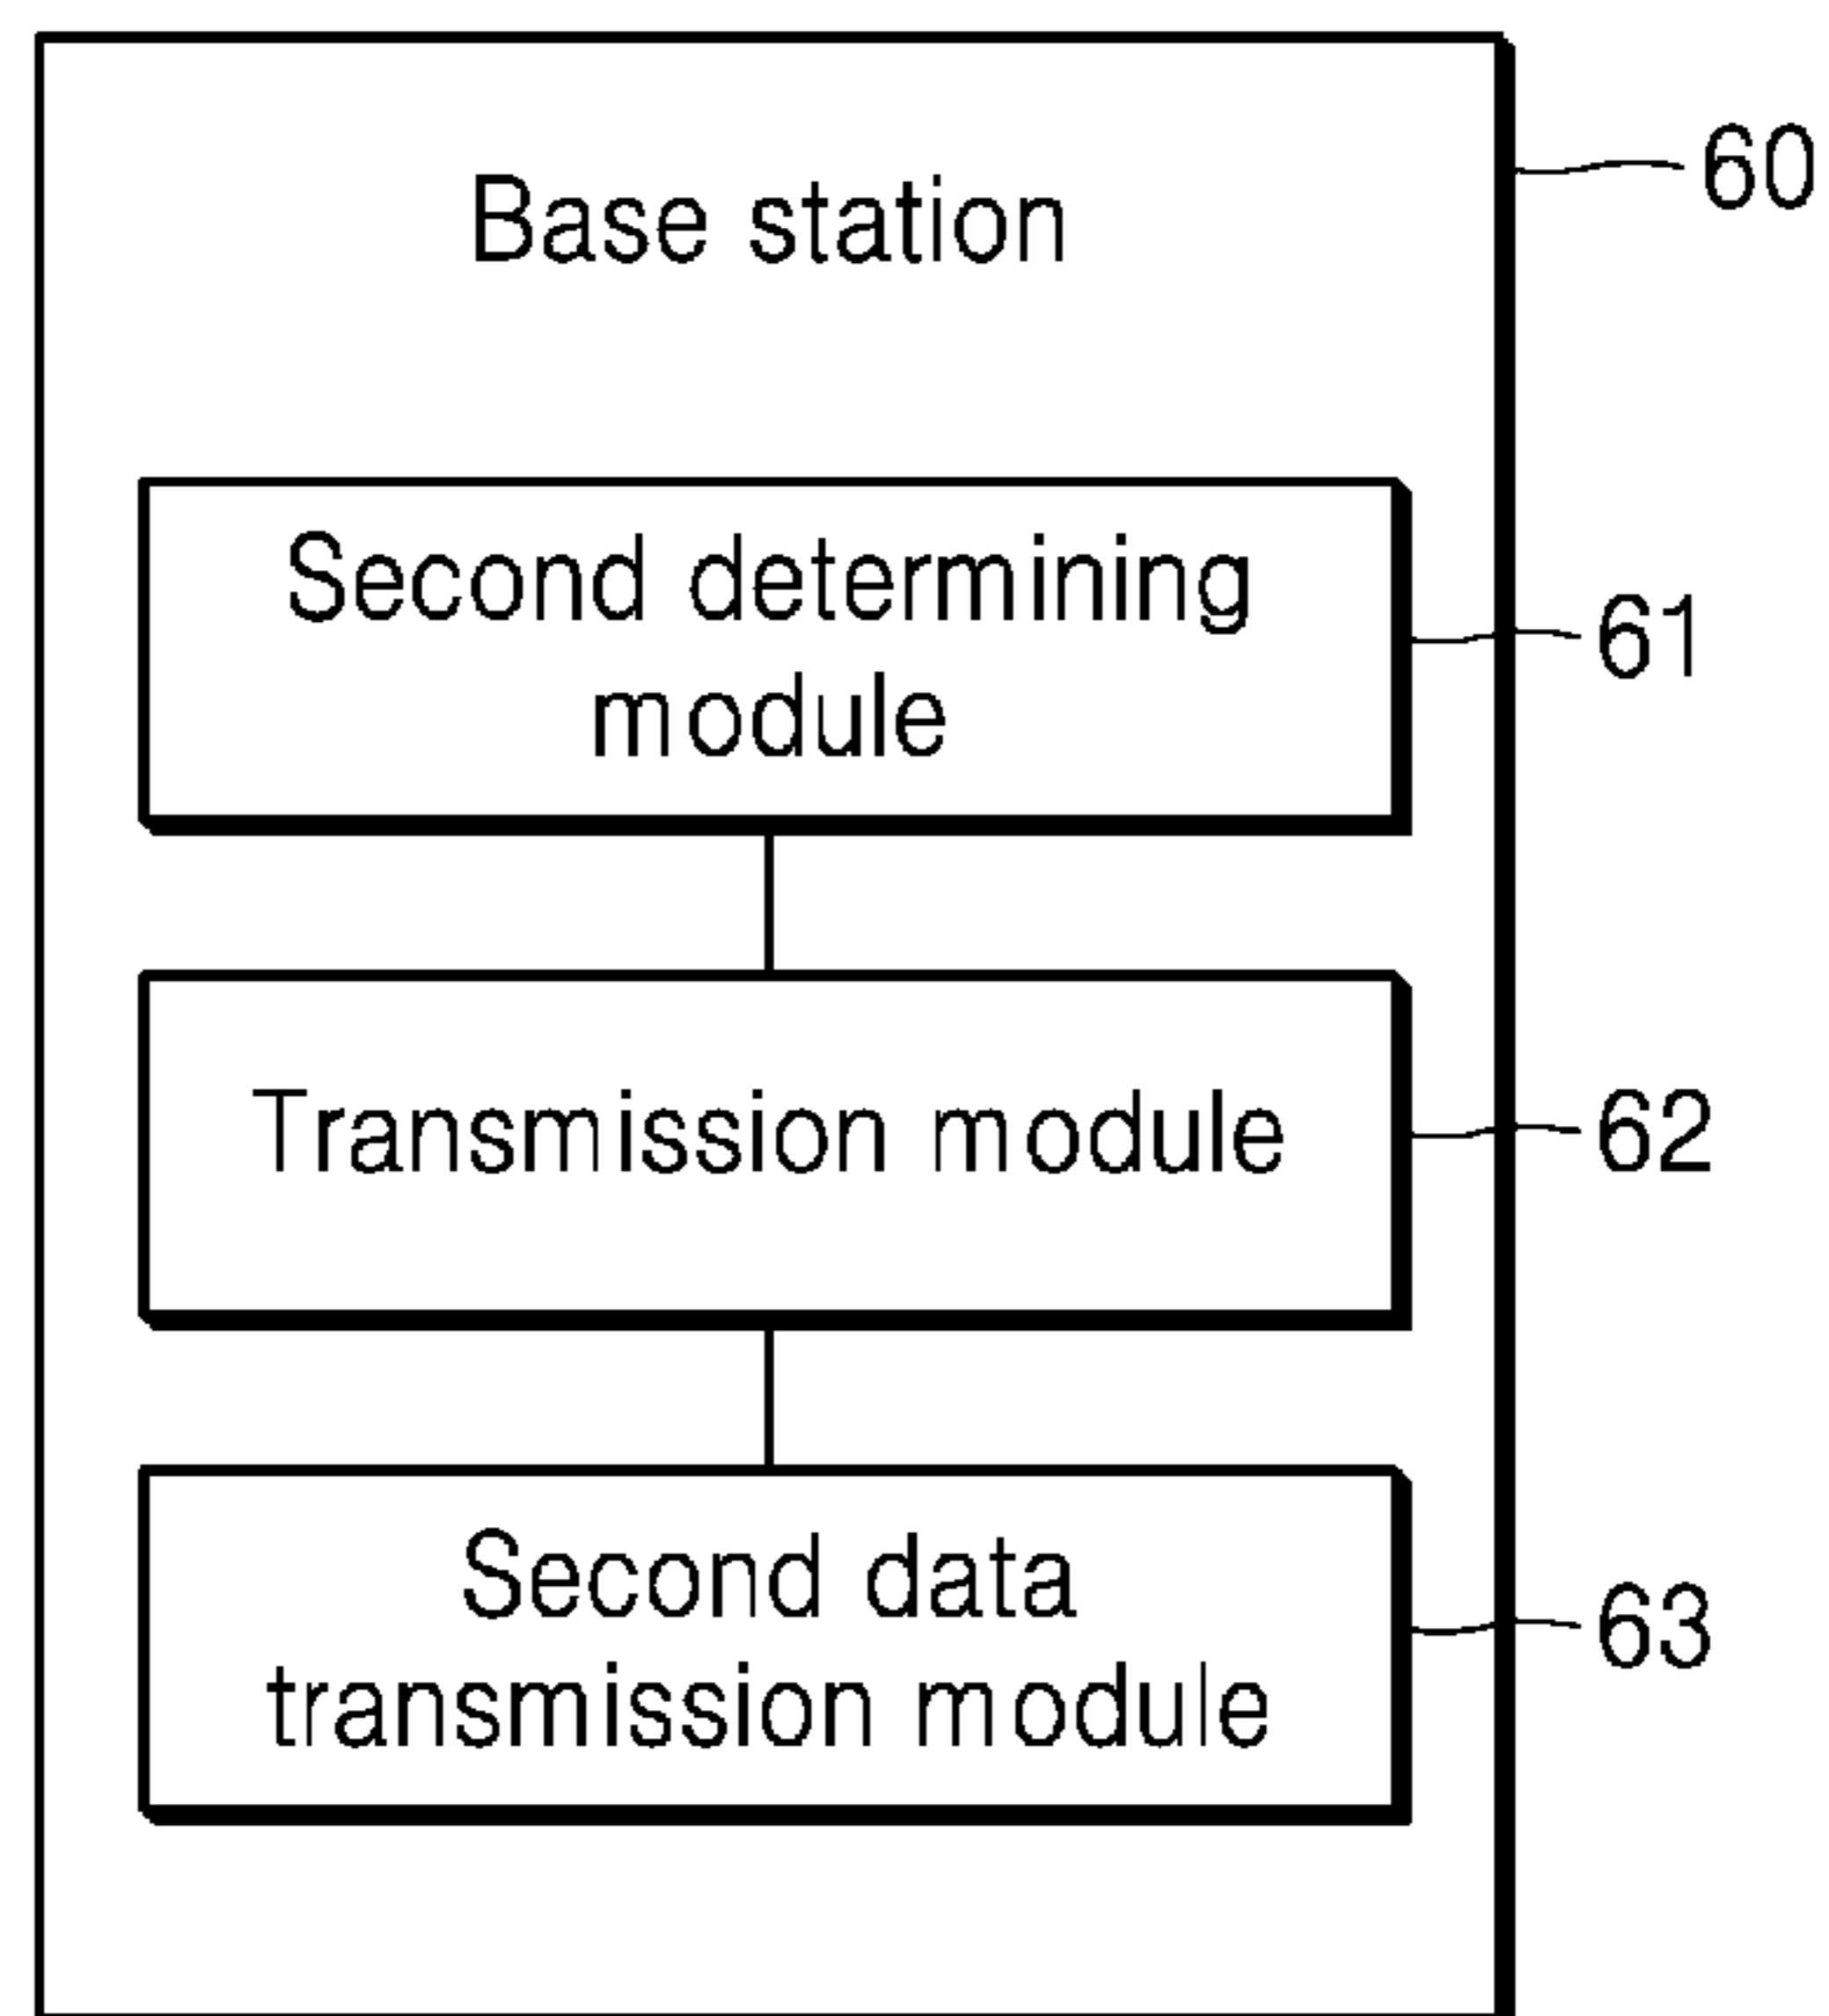 Base station
60
Second determining
module
61
Transmission module
62
Second data
transmission module
63